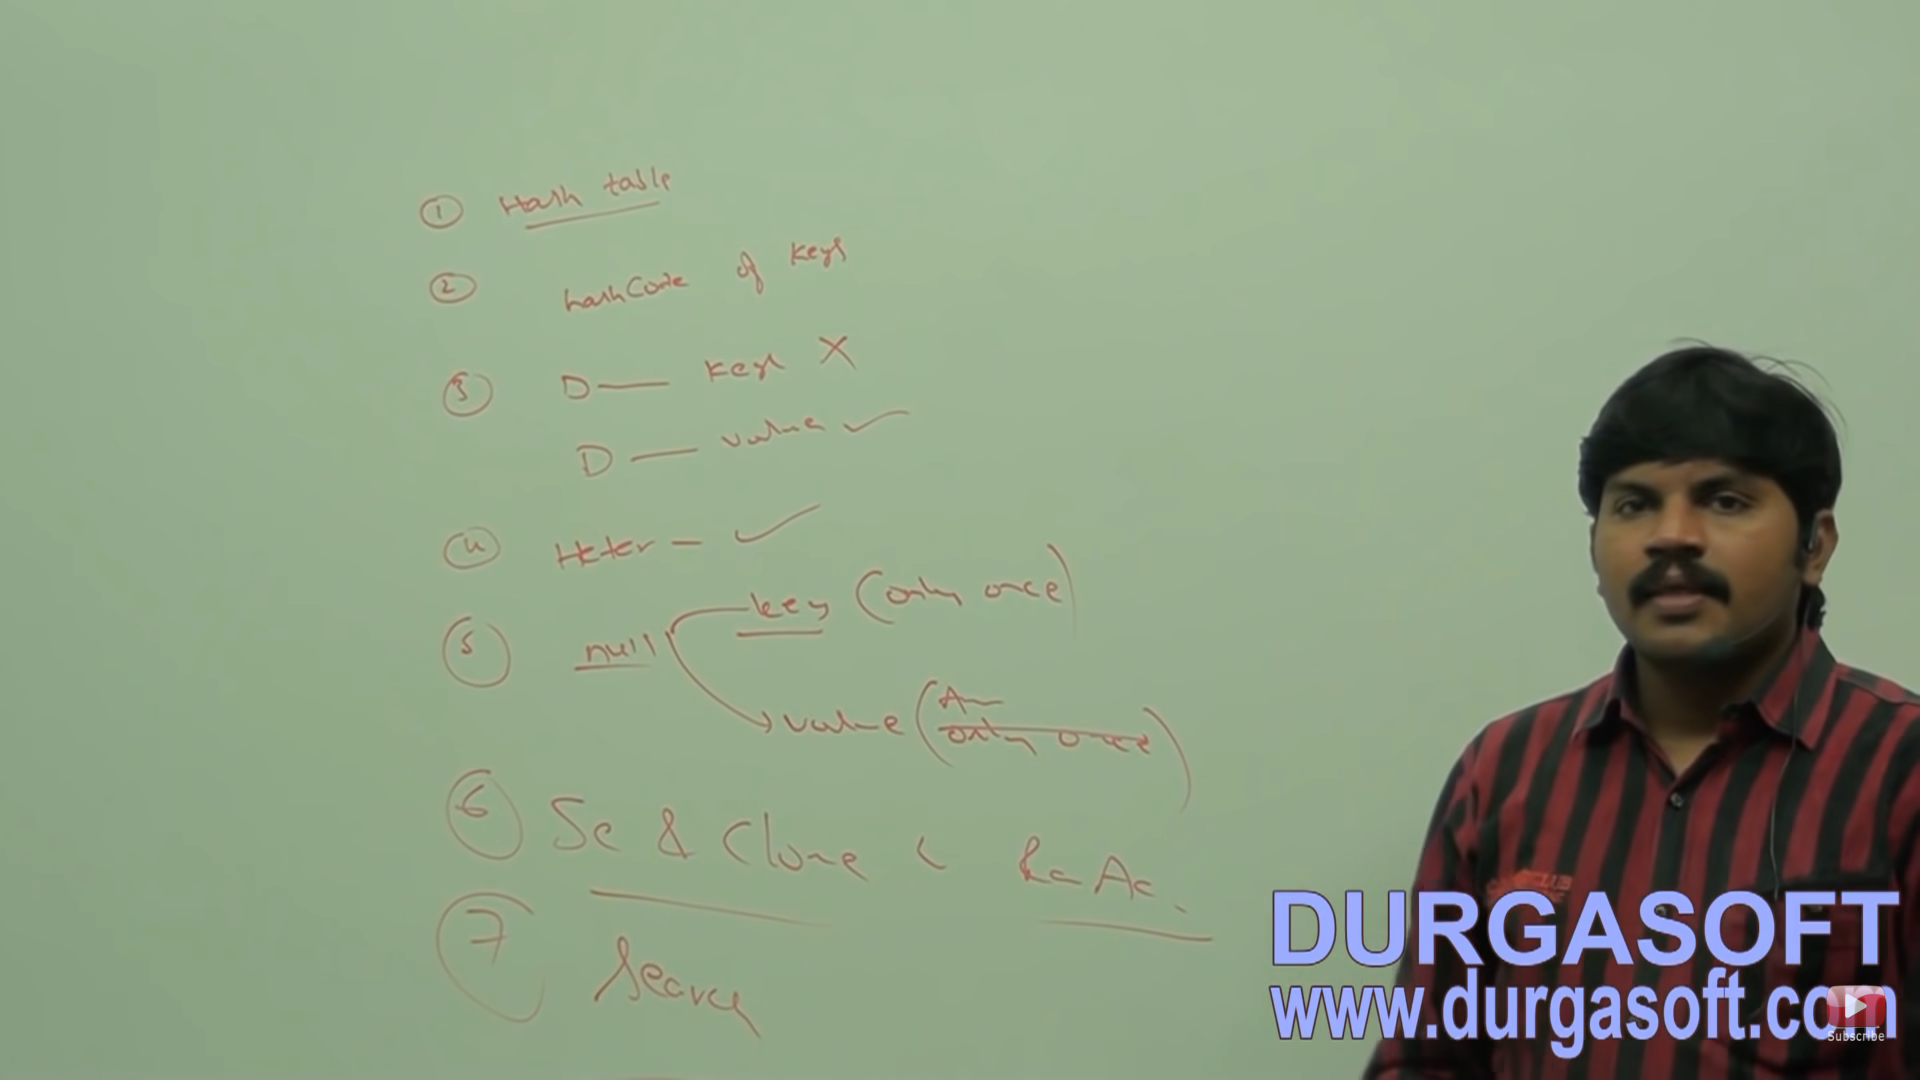 ① Hash table
② hashCode of keys
③ D — keys X
D — value ✓
④ Heter — ✓
⑤ null key (only once)
value (An only once)
⑥ Se & Clone < RaAc.
⑦ Search
DURGASOFT
www.durgasoft.com
Subscribe